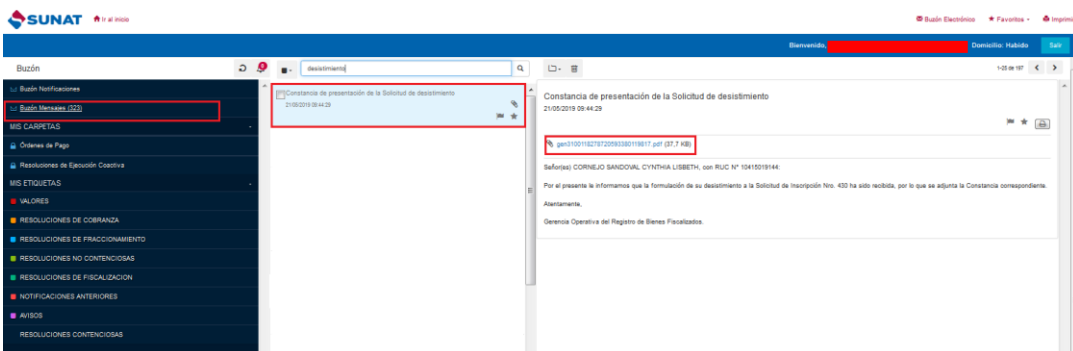 SUNAT
Ir al inicio
Buzón Electrónico
Favoritos
Imprimi
Bienvenido,
Domicilio: Habido
Salir
Buzón
desistimiento
1-25 de 197
Buzón Notificaciones
Buzón Mensajes (323)
MIS CARPETAS
Órdenes de Pago
Resoluciones de Ejecución Coactiva
MIS ETIQUETAS
VALORES
RESOLUCIONES DE COBRANZA
RESOLUCIONES DE FRACCIONAMIENTO
RESOLUCIONES NO CONTENCIOSAS
RESOLUCIONES DE FISCALIZACION
NOTIFICACIONES ANTERIORES
AVISOS
RESOLUCIONES CONTENCIOSAS
Constancia de presentación de la Solicitud de desistimiento
21/05/2019 09:44:29
Constancia de presentación de la Solicitud de desistimiento
21/05/2019 09:44:29
(37,7 KB)
Señor(es) CORNEJO SANDOVAL CYNTHIA LISBETH, con RUC N° 10415019144:
Por el presente le informamos que la formulación de su desistimiento a la Solicitud de Inscripción Nro. 430 ha sido recibida, por lo que se adjunta la Constancia correspondiente.
Atentamente,
Gerencia Operativa del Registro de Bienes Fiscalizados.